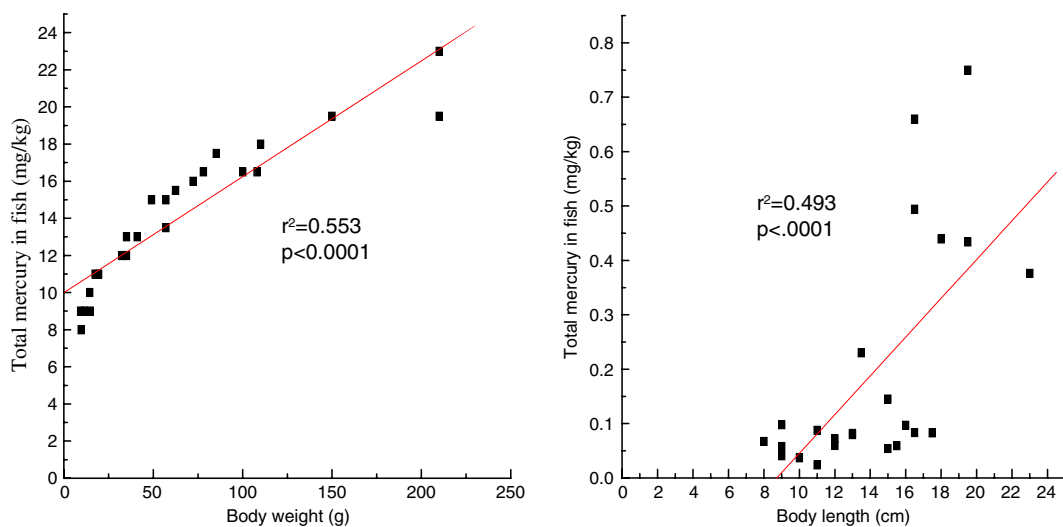 Total mercury in fish (mg/kg)
24
22
20
18
16
14
12
10
8
6
4
2
0
r²=0.553
p<0.0001
0 50 100 150 200 250
Body weight (g)
Total mercury in fish (mg/kg)
0.8
0.7
0.6
0.5
0.4
0.3
0.2
0.1
0.0
r²=0.493
p<.0001
0 2 4 6 8 10 12 14 16 18 20 22 24
Body length (cm)